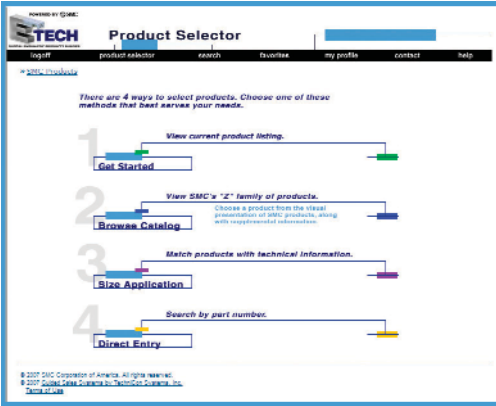 POWERED BY SMC
ETECH
Product Selector
logoff product selector search favorites my profile contact help
» SMC Products
There are 4 ways to select products. Choose one of these
methods that best serves your needs.
1
View current product listing.
Get Started
2
View SMC's "Z" family of products.
Choose a product from the visual
presentation of SMC products, along
with supplemental information.
Browse Catalog
3
Match products with technical information.
Size Application
4
Search by part number.
Direct Entry
© 2007 SMC Corporation of America, All rights reserved.
© 2007 Guided Sales Systems by TechniCon Systems, Inc.
Terms of Use